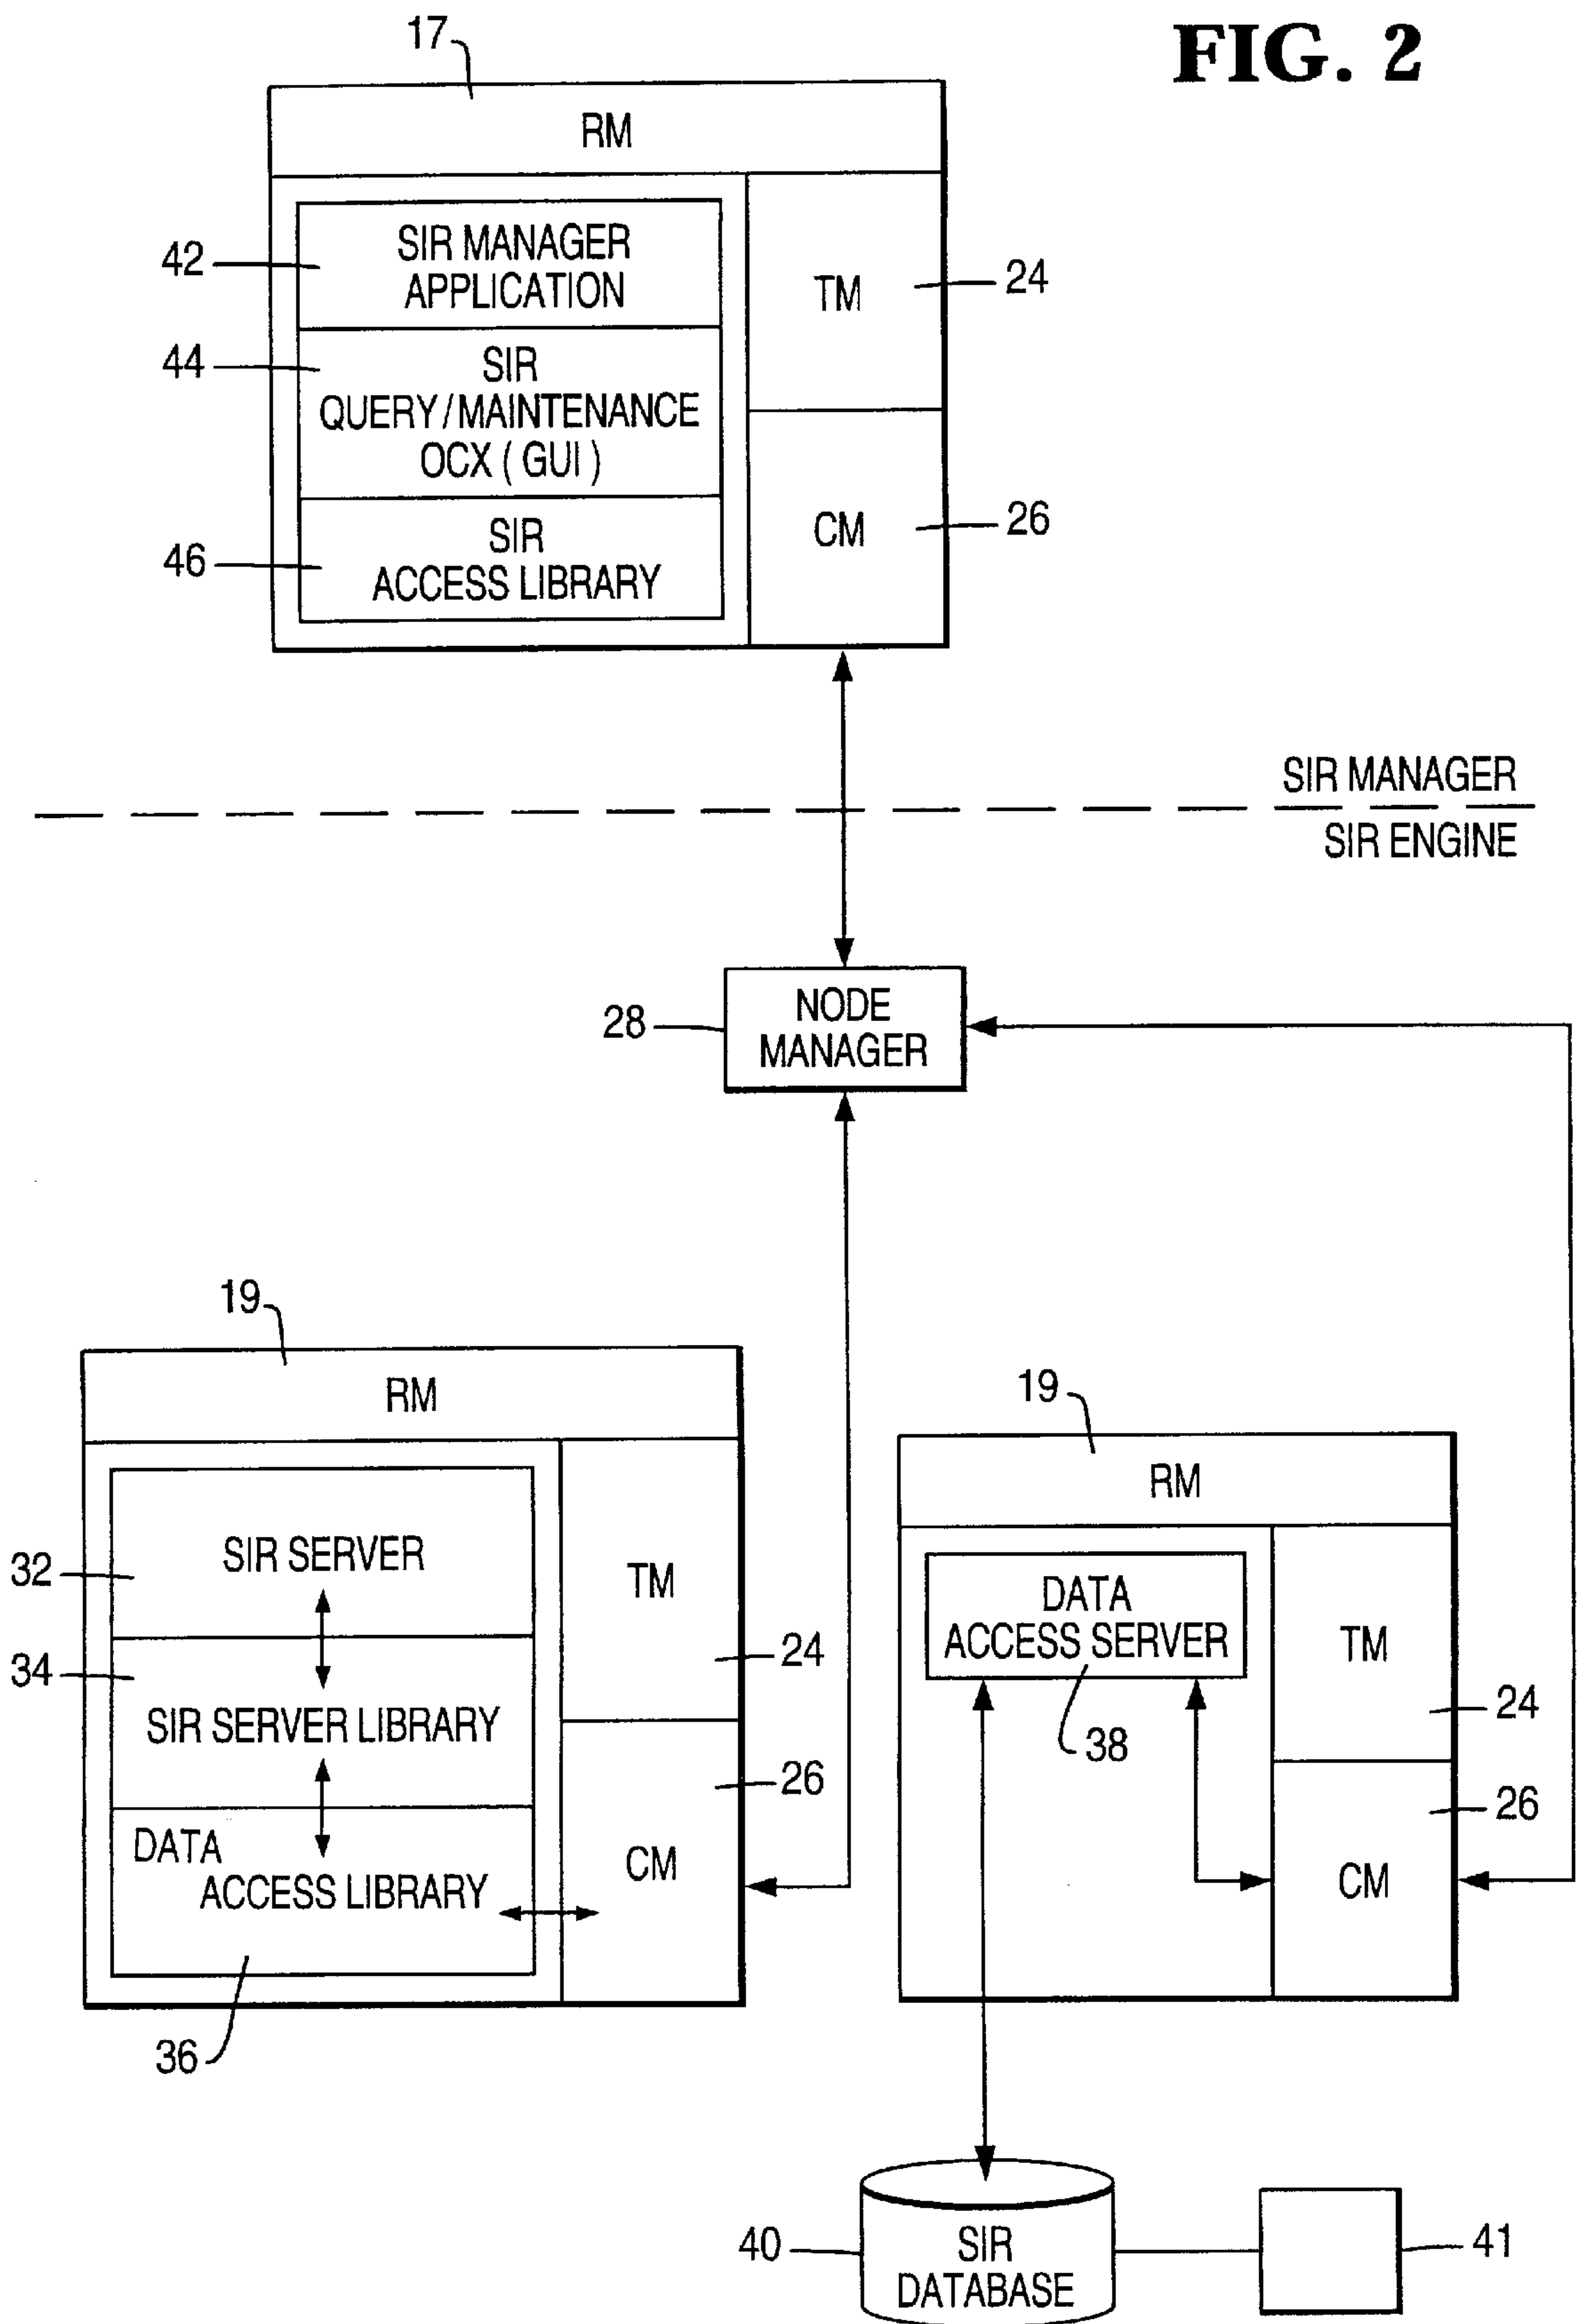 FIG. 2
17
RM
42
SIR MANAGER
APPLICATION
TM
24
44
SIR
QUERY/MAINTENANCE
OCX ( GUI )
CM
26
46
SIR
ACCESS LIBRARY
SIR MANAGER
SIR ENGINE
28
NODE
MANAGER
19
RM
32
SIR SERVER
TM
24
34
SIR SERVER LIBRARY
26
DATA
ACCESS LIBRARY
CM
36
19
RM
DATA
ACCESS SERVER
38
TM
24
26
CM
40
SIR
DATABASE
41